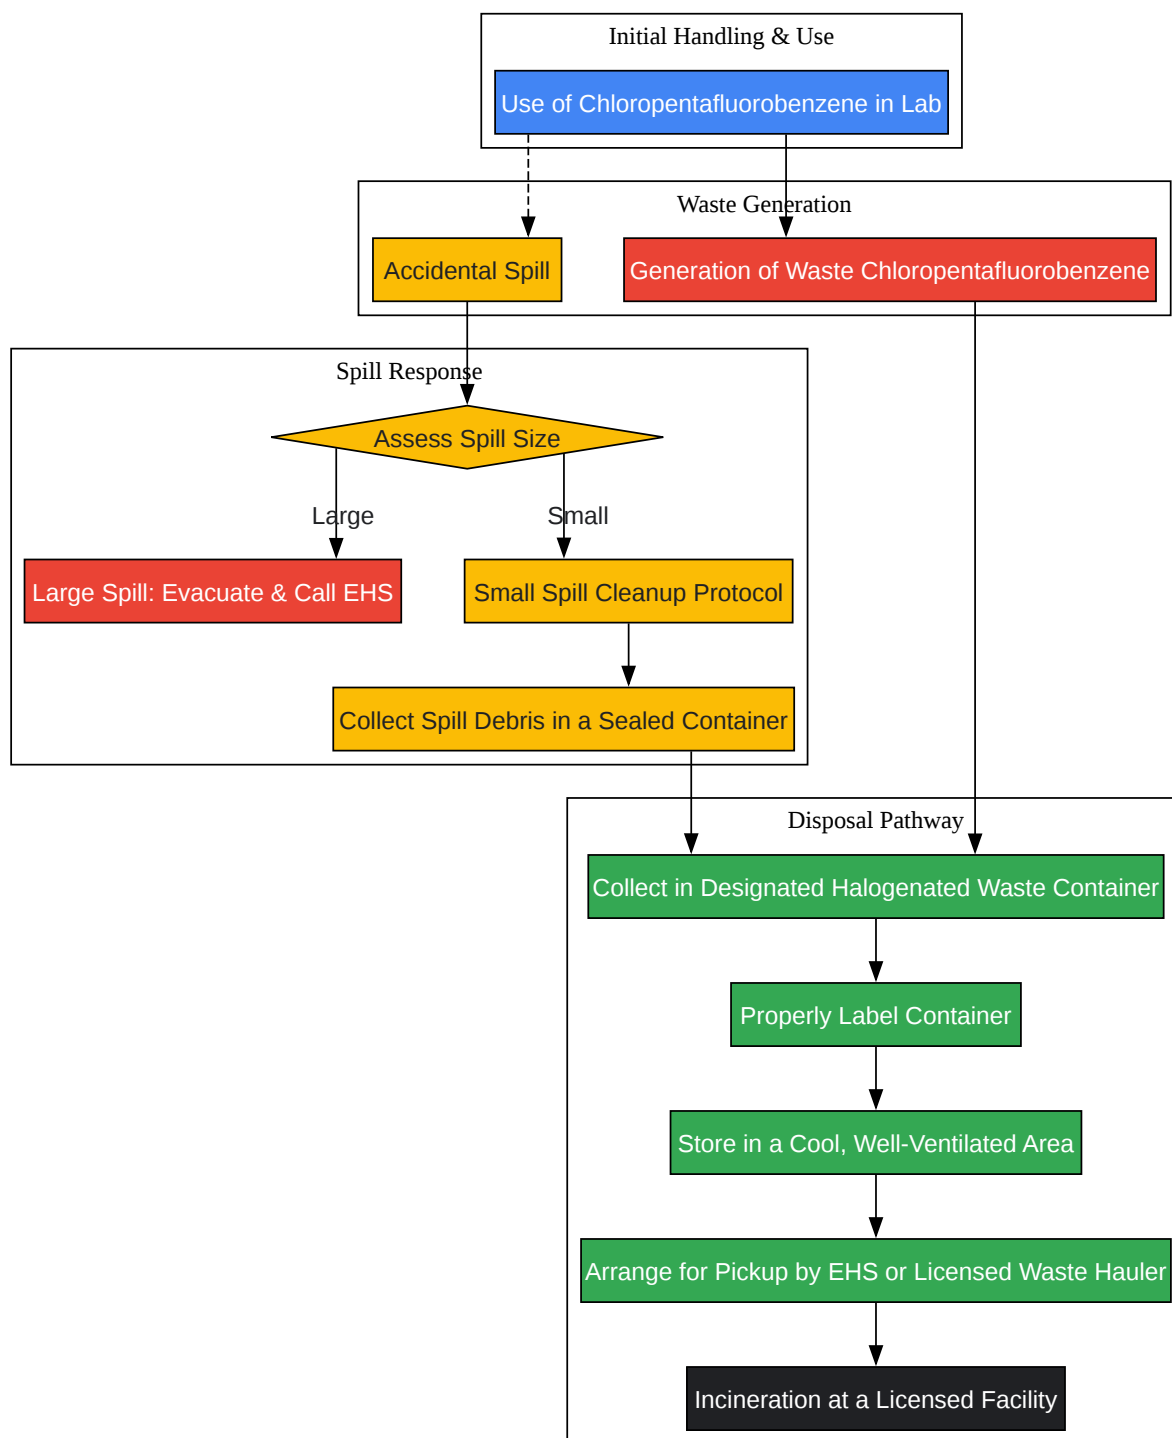 Initial Handling & Use
Use of Chloropentafluorobenzene in Lab
Waste Generation
Accidental Spill
Generation of Waste Chloropentafluorobenzene
Spill Response
Assess Spill Size
Large
Small
Large Spill: Evacuate & Call EHS
Small Spill Cleanup Protocol
Collect Spill Debris in a Sealed Container
Disposal Pathway
Collect in Designated Halogenated Waste Container
Properly Label Container
Store in a Cool, Well-Ventilated Area
Arrange for Pickup by EHS or Licensed Waste Hauler
Incineration at a Licensed Facility